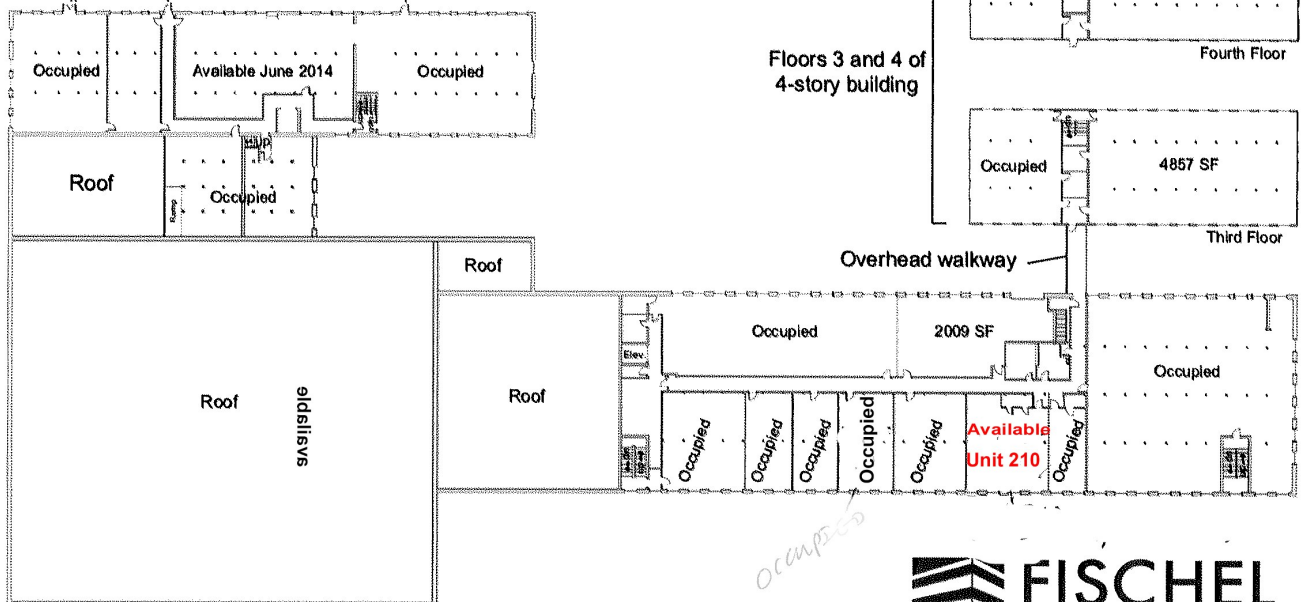 Fourth Floor
Floors 3 and 4 of
4-story building
Occupied
Available June 2014
Occupied
Occupied
4857 SF
Up
Roof
Occupied
Ramp
Third Floor
Overhead walkway
Roof
Occupied
2009 SF
Elev.
Occupied
Roof
available
Roof
Occupied
Occupied
Occupied
Occupied
Occupied
Available
Unit 210
Occupied
OCCUPIED
FISCHEL